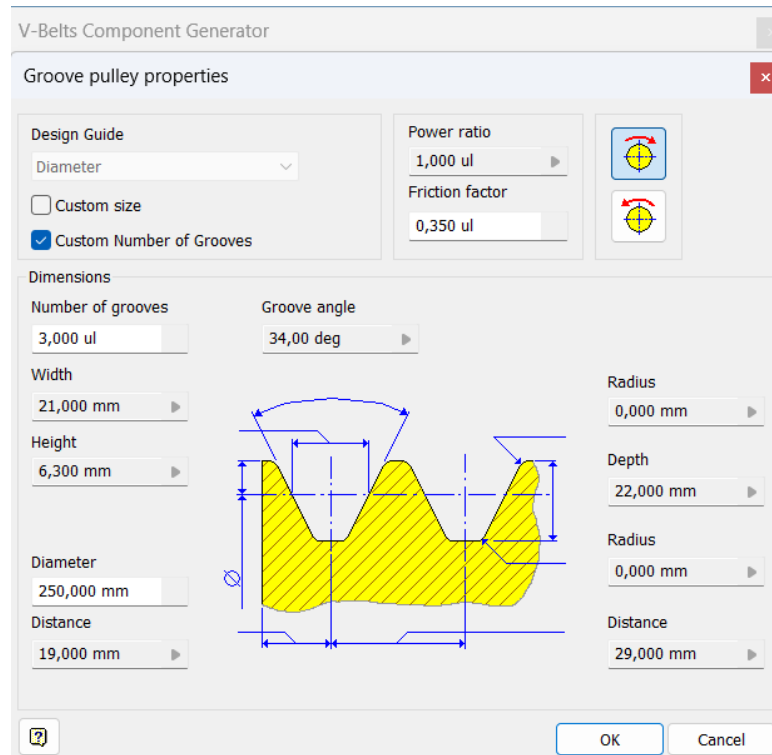 V-Belts Component Generator
Groove pulley properties
Design Guide
Diameter
Custom size
Custom Number of Grooves
Power ratio
1,000 ul
Friction factor
0,350 ul
Dimensions
Number of grooves
3,000 ul
Groove angle
34,00 deg
Width
21,000 mm
Height
6,300 mm
Radius
0,000 mm
Depth
22,000 mm
Radius
0,000 mm
Diameter
250,000 mm
Distance
19,000 mm
Distance
29,000 mm
OK
Cancel